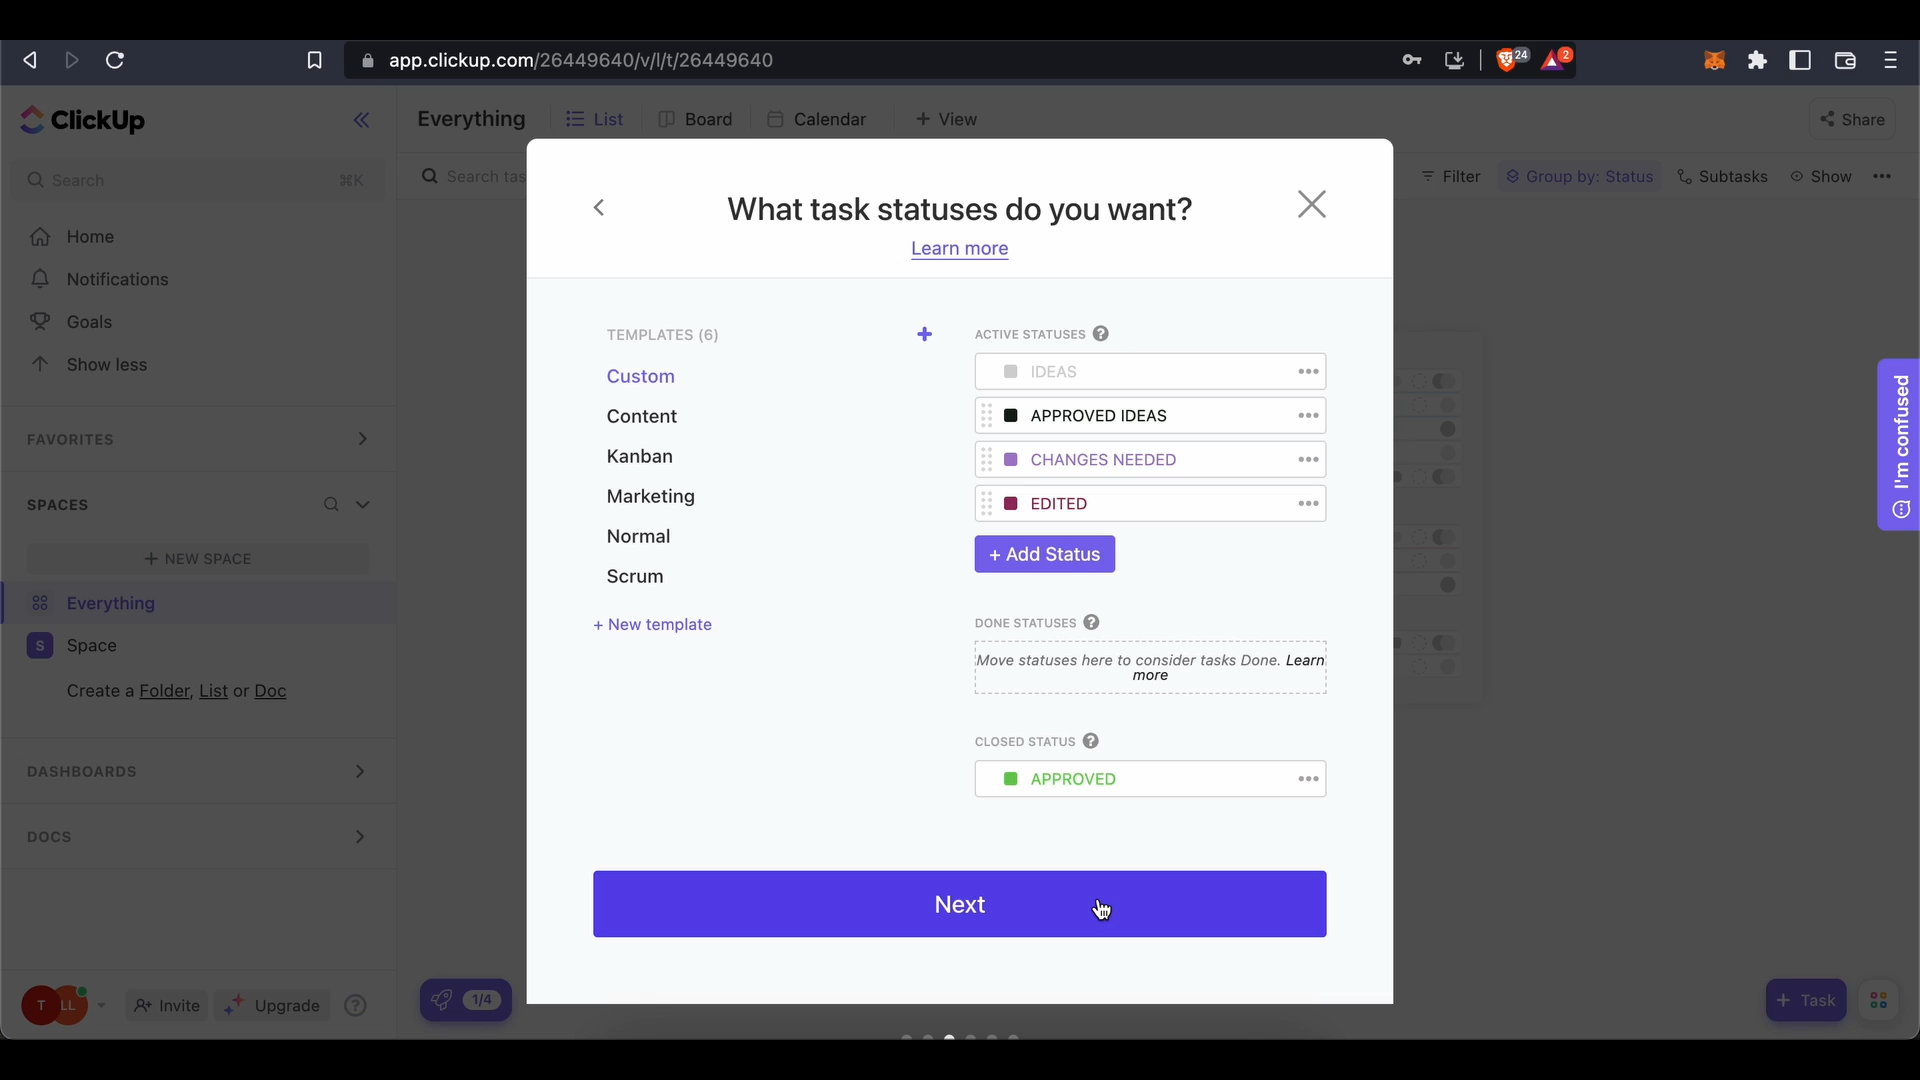 app.clickup.com/26449640/v/l/t/26449640
24
2
ClickUp
Everything
List
Board
Calendar
+ View
Share
Search
⌘K
Search tas
Filter
Group by: Status
Subtasks
Show
Home
Notifications
Goals
Show less
FAVORITES
SPACES
+ NEW SPACE
Everything
S
Space
Create a Folder, List or Doc
DASHBOARDS
DOCS
T
LL
Invite
Upgrade
?
1/4
What task statuses do you want?
Learn more
TEMPLATES (6)
+
Custom
Content
Kanban
Marketing
Normal
Scrum
+ New template
ACTIVE STATUSES ?
IDEAS
APPROVED IDEAS
CHANGES NEEDED
EDITED
+ Add Status
DONE STATUSES ?
Move statuses here to consider tasks Done. Learn
more
CLOSED STATUS ?
APPROVED
Next
I'm confused
+ Task